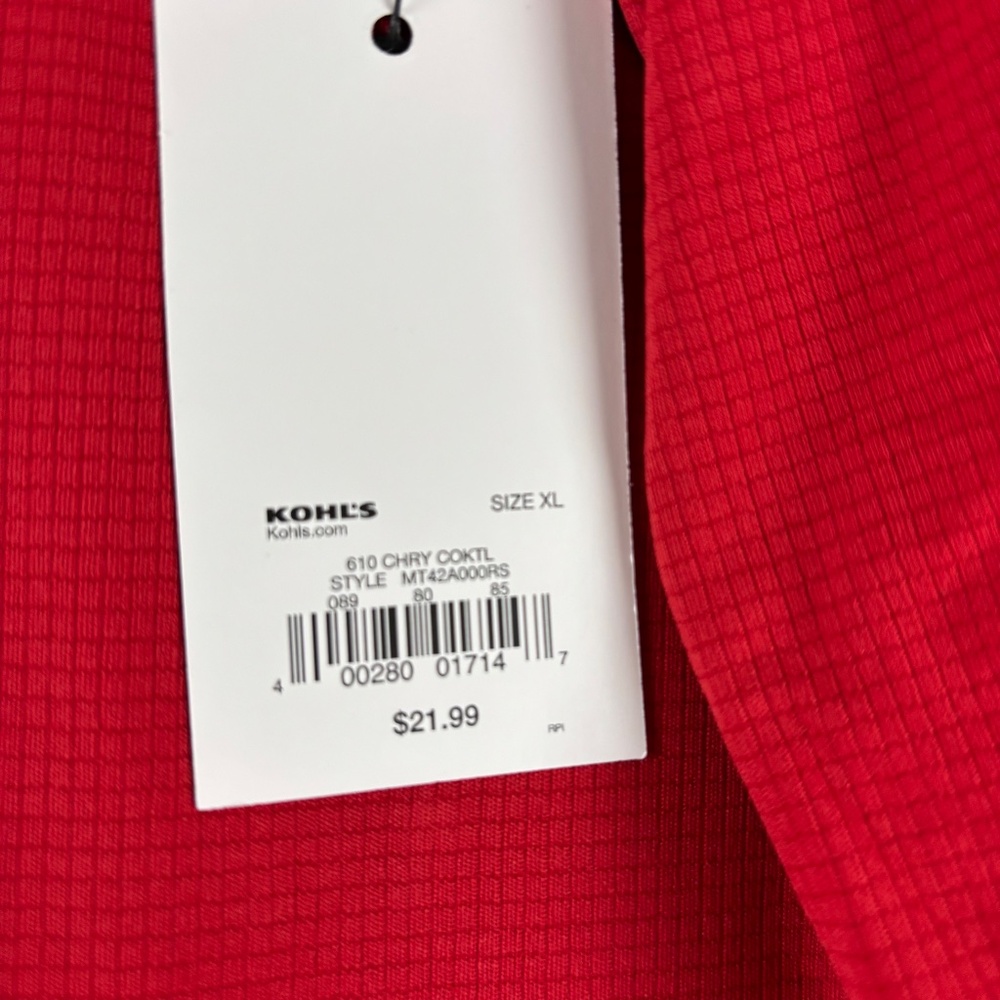 KOHL'S SIZE XL
Kohls.com
610 CHRY COKTL
STYLE MT42A000RS
089 80 85
4 00280 01714 7
$21.99
RPI